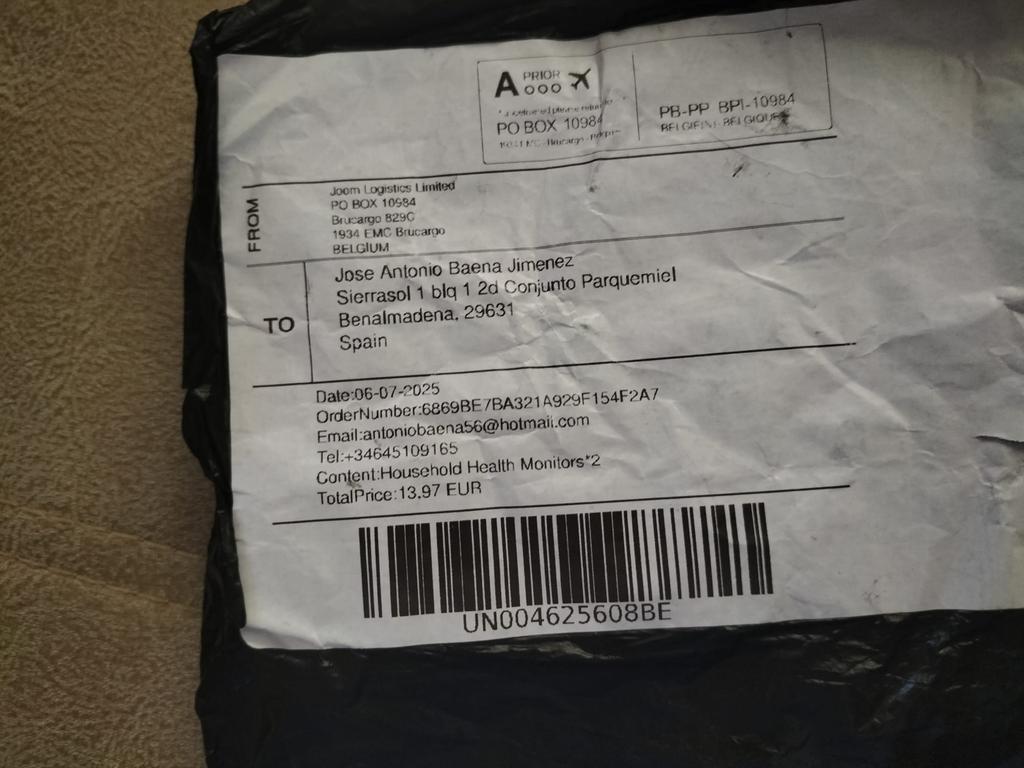 A PRIOR
PO BOX 10984
PB-PP BPI-10984
BELGIE(N)-BELGIQUE
FROM
Joom Logistics Limited
PO BOX 10984
Brucargo 829C
1934 EMC Brucargo
BELGIUM
TO
Jose Antonio Baena Jimenez
Sierrasol 1 blq 1 2d Conjunto Parquemiel
Benalmadena, 29631
Spain
Date:06-07-2025
OrderNumber:6869BE7BA321A929F154F2A7
Email:antoniobaena56@hotmail.com
Tel:+34645109165
Content:Household Health Monitors*2
TotalPrice:13.97 EUR
UN004625608BE